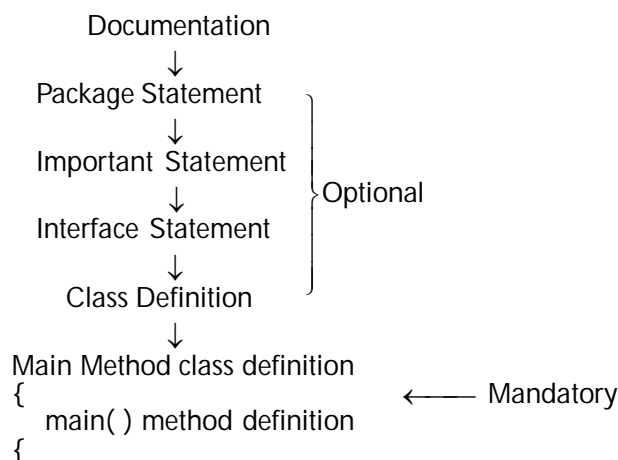 Documentation
↓
Package Statement
↓
Important Statement
Optional
↓
Interface Statement
↓
Class Definition
↓
Main Method class definition
{
← Mandatory
main( ) method definition
{